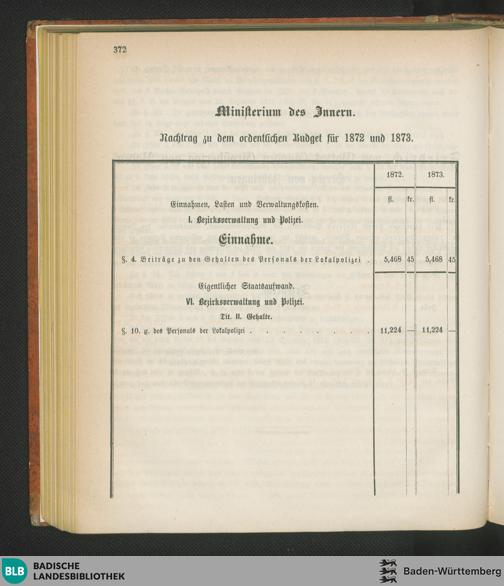 372
Ministerium des Innern.
Nachtrag zu dem ordentlichen Budget für 1872 und 1873.
1872. 1873.
fl. kr. fl. kr.
Einnahmen, Lasten und Verwaltungskosten.
I. Bezirksverwaltung und Polizei.
Einnahme.
§. 4. Beiträge zu den Gehalten des Personals der Lokalpolizei . 5,468 45 5,468 45
Eigentlicher Staatsaufwand.
VI. Bezirksverwaltung und Polizei.
Tit. II. Gehalte.
§. 10. g. des Personals der Lokalpolizei . . . . . . . . 11,224 — 11,224 —
BLB BADISCHE
LANDESBIBLIOTHEK
Baden-Württemberg